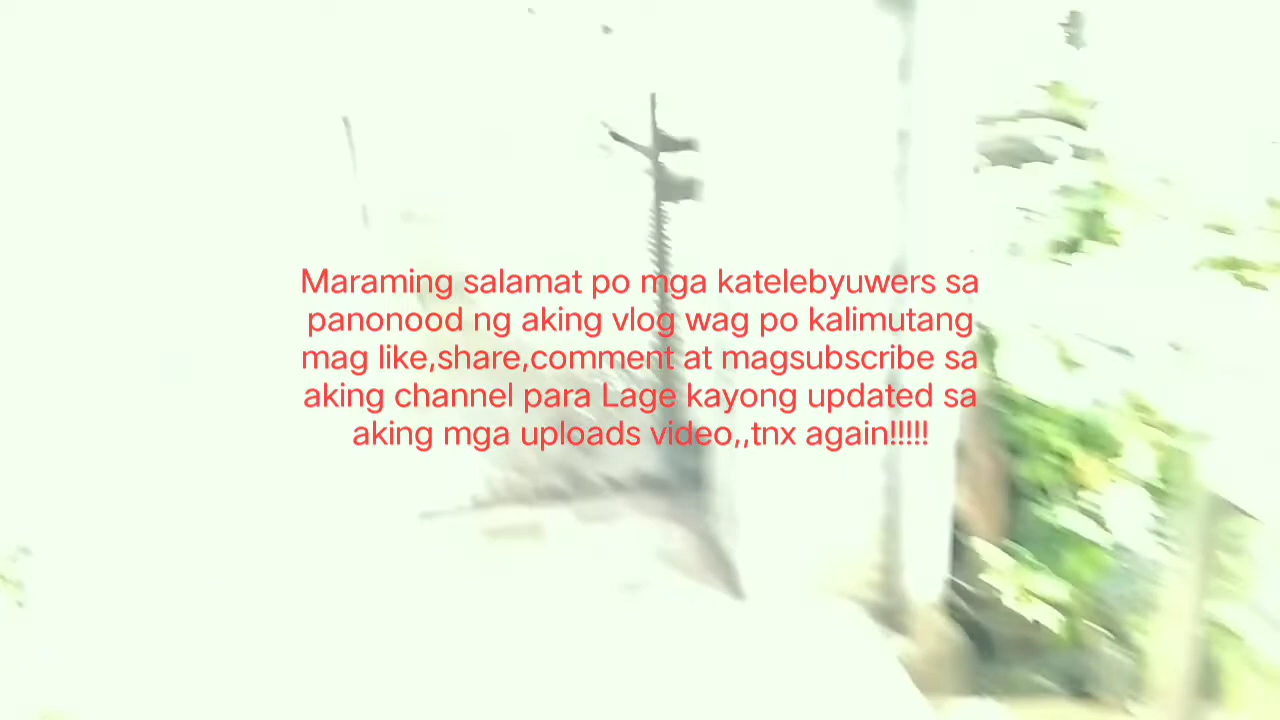 Maraming salamat po mga katelebyuwers sa
panonood ng aking vlog wag po kalimutang
mag like,share,comment at magsubscribe sa
aking channel para Lage kayong updated sa
aking mga uploads video,,tnx again!!!!!